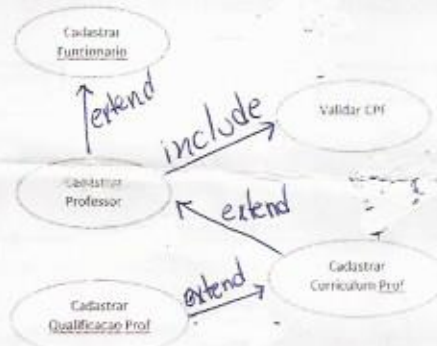 Cadastrar
Funcionario
extend
include
Validar CPF
Cadastrar
Professor
extend
Cadastrar
Curriculum Prof
extend
Cadastrar
Qualificacao Prof